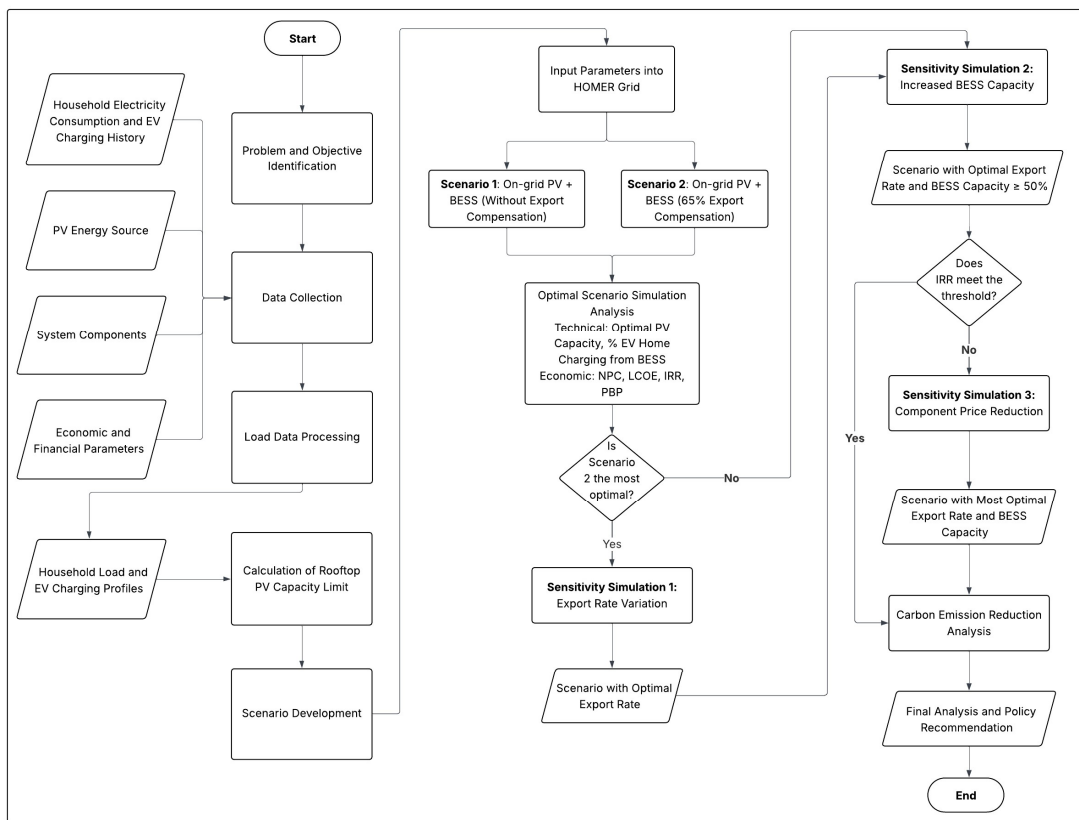 Start
Household Electricity
Consumption and EV
Charging History
PV Energy Source
System Components
Economic and
Financial Parameters
Problem and Objective
Identification
Data Collection
Load Data Processing
Household Load and
EV Charging Profiles
Calculation of Rooftop
PV Capacity Limit
Scenario Development
Input Parameters into
HOMER Grid
Scenario 1: On-grid PV +
BESS (Without Export
Compensation)
Scenario 2: On-grid PV +
BESS (65% Export
Compensation)
Optimal Scenario Simulation
Analysis
Technical: Optimal PV
Capacity, % EV Home
Charging from BESS
Economic: NPC, LCOE, IRR,
PBP
Is
Scenario
2 the most
optimal?
No
Yes
Sensitivity Simulation 1:
Export Rate Variation
Scenario with Optimal
Export Rate
Sensitivity Simulation 2:
Increased BESS Capacity
Scenario with Optimal Export
Rate and BESS Capacity ≥ 50%
Does
IRR meet the
threshold?
No
Yes
Sensitivity Simulation 3:
Component Price Reduction
Scenario with Most Optimal
Export Rate and BESS
Capacity
Carbon Emission Reduction
Analysis
Final Analysis and Policy
Recommendation
End